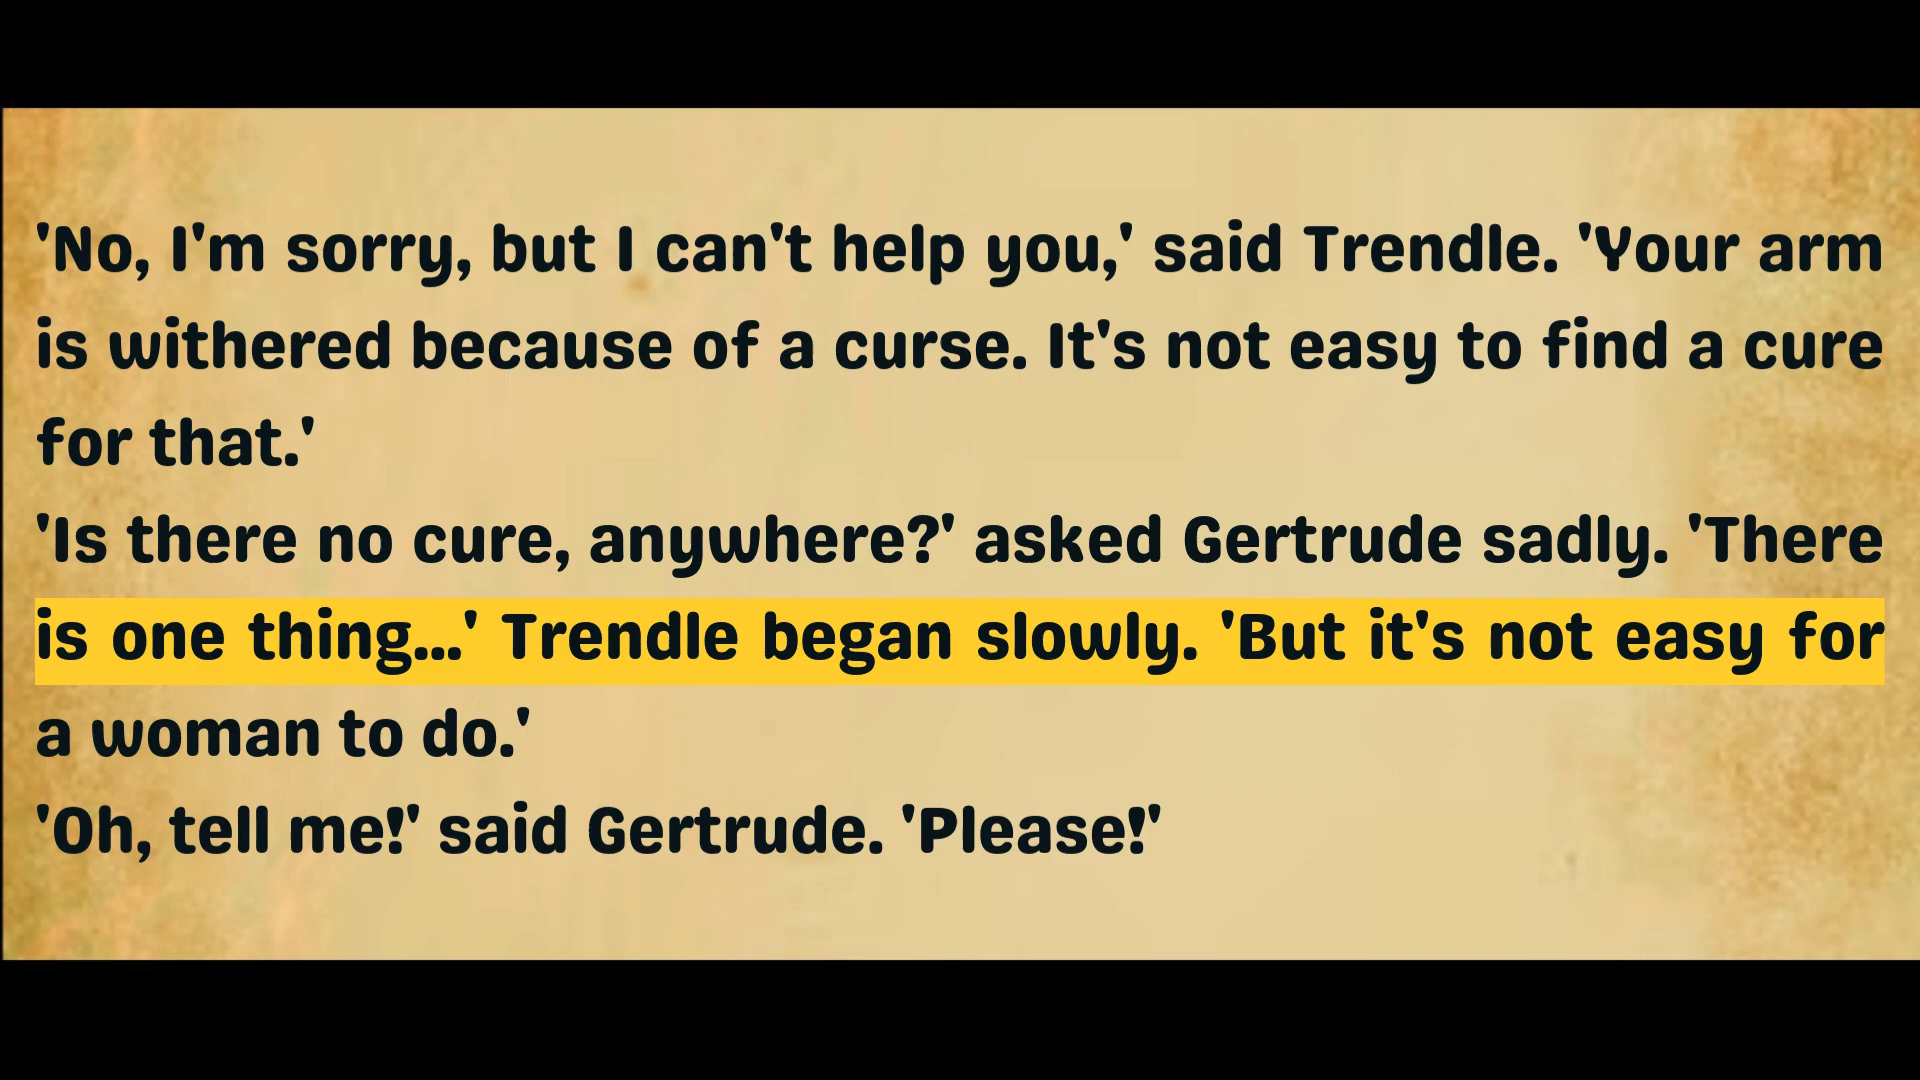 'No, I'm sorry, but I can't help you,' said Trendle. 'Your arm
is withered because of a curse. It's not easy to find a cure
for that.'
'Is there no cure, anywhere?' asked Gertrude sadly. 'There
is one thing...' Trendle began slowly. 'But it's not easy for
a woman to do.'
'Oh, tell me!' said Gertrude. 'Please!'